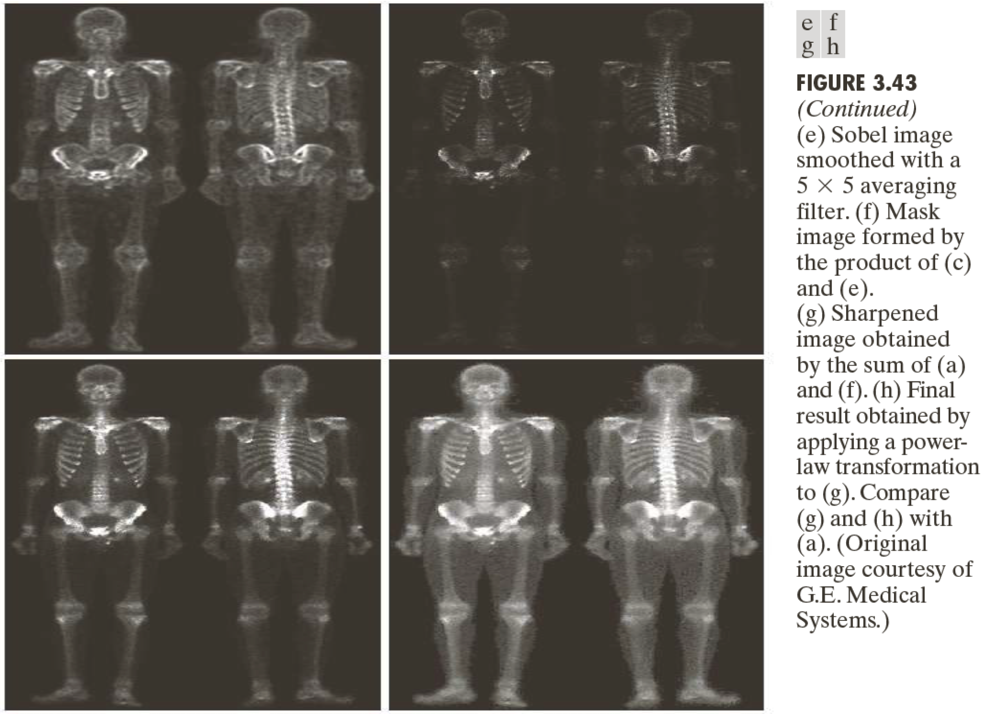 e f
g h
FIGURE 3.43
(Continued)
(e) Sobel image
smoothed with a
5 × 5 averaging
filter. (f) Mask
image formed by
the product of (c)
and (e).
(g) Sharpened
image obtained
by the sum of (a)
and (f). (h) Final
result obtained by
applying a power-
law transformation
to (g). Compare
(g) and (h) with
(a). (Original
image courtesy of
G.E. Medical
Systems.)